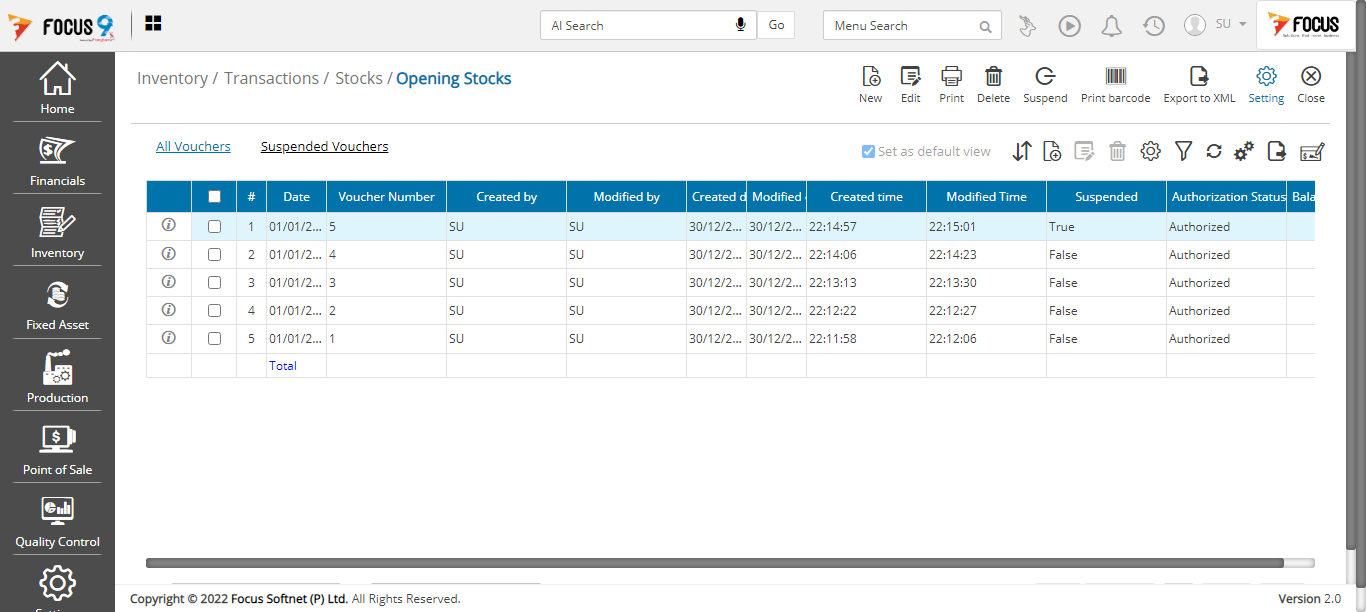 FOCUS 9
AI Search
Go
Menu Search
SU
FOCUS
Home
Financials
Inventory
Fixed Asset
Production
Point of Sale
Quality Control
Inventory / Transactions / Stocks / Opening Stocks
New Edit Print Delete Suspend Print barcode Export to XML Setting Close
All Vouchers Suspended Vouchers
Set as default view
# Date Voucher Number Created by Modified by Created d Modified Created time Modified Time Suspended Authorization Status Bala
1 01/01/2... 5 SU SU 30/12/2... 30/12/2... 22:14:57 22:15:01 True Authorized
2 01/01/2... 4 SU SU 30/12/2... 30/12/2... 22:14:06 22:14:23 False Authorized
3 01/01/2... 3 SU SU 30/12/2... 30/12/2... 22:13:13 22:13:30 False Authorized
4 01/01/2... 2 SU SU 30/12/2... 30/12/2... 22:12:22 22:12:27 False Authorized
5 01/01/2... 1 SU SU 30/12/2... 30/12/2... 22:11:58 22:12:06 False Authorized
Total
Copyright © 2022 Focus Softnet (P) Ltd. All Rights Reserved.
Version 2.0